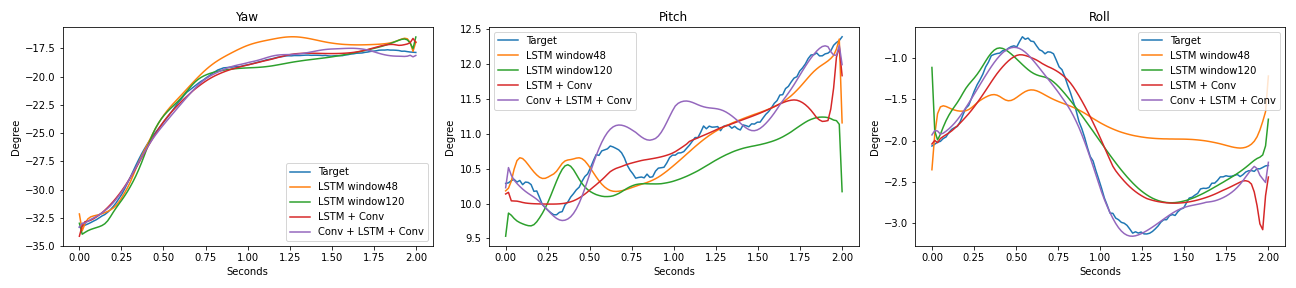 Yaw
Degree
−17.5
−20.0
−22.5
−25.0
−27.5
−30.0
−32.5
−35.0
Target
LSTM window48
LSTM window120
LSTM + Conv
Conv + LSTM + Conv
0.00 0.25 0.50 0.75 1.00 1.25 1.50 1.75 2.00
Seconds
Pitch
Degree
12.5
12.0
11.5
11.0
10.5
10.0
9.5
Target
LSTM window48
LSTM window120
LSTM + Conv
Conv + LSTM + Conv
0.00 0.25 0.50 0.75 1.00 1.25 1.50 1.75 2.00
Seconds
Roll
Degree
−1.0
−1.5
−2.0
−2.5
−3.0
Target
LSTM window48
LSTM window120
LSTM + Conv
Conv + LSTM + Conv
0.00 0.25 0.50 0.75 1.00 1.25 1.50 1.75 2.00
Seconds